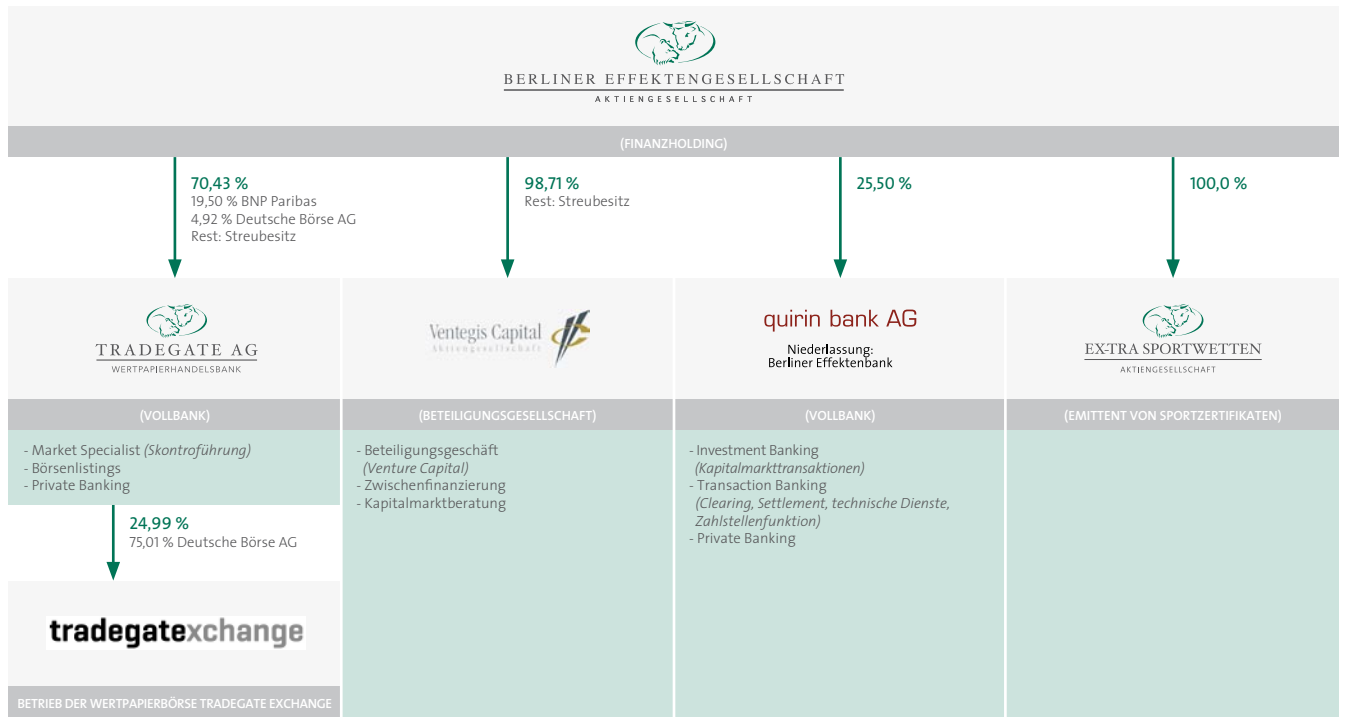 BERLINER EFFEKTENGESELLSCHAFT
AKTIENGESELLSCHAFT
(FINANZHOLDING)
70,43 %
19,50 % BNP Paribas
4,92 % Deutsche Börse AG
Rest: Streubesitz
98,71 %
Rest: Streubesitz
25,50 %
100,0 %
TRADEGATE AG
WERTPAPIERHANDELSBANK
(VOLLBANK)
- Market Specialist (Skontroführung)
- Börsenlistings
- Private Banking
24,99 %
75,01 % Deutsche Börse AG
tradegatexchange
BETRIEB DER WERTPAPIERBÖRSE TRADEGATE EXCHANGE
Ventegis Capital
Aktiengesellschaft
(BETEILIGUNGSGESELLSCHAFT)
- Beteiligungsgeschäft
(Venture Capital)
- Zwischenfinanzierung
- Kapitalmarktberatung
quirin bank AG
Niederlassung:
Berliner Effektenbank
(VOLLBANK)
- Investment Banking
(Kapitalmarkttransaktionen)
- Transaction Banking
(Clearing, Settlement, technische Dienste,
Zahlstellenfunktion)
- Private Banking
EX-TRA SPORTWETTEN
AKTIENGESELLSCHAFT
(EMITTENT VON SPORTZERTIFIKATEN)